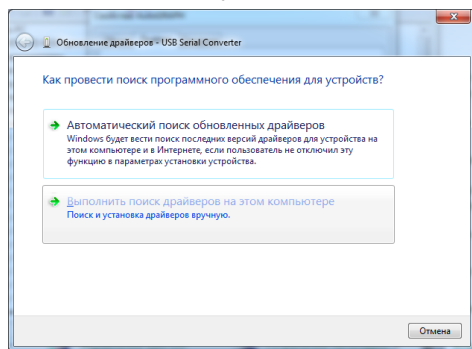 Обновление драйверов - USB Serial Converter
Как провести поиск программного обеспечения для устройств?
Автоматический поиск обновленных драйверов
Windows будет вести поиск последних версий драйверов для устройства на
этом компьютере и в Интернете, если пользователь не отключил эту
функцию в параметрах установки устройства.
Выполнить поиск драйверов на этом компьютере
Поиск и установка драйверов вручную.
Отмена